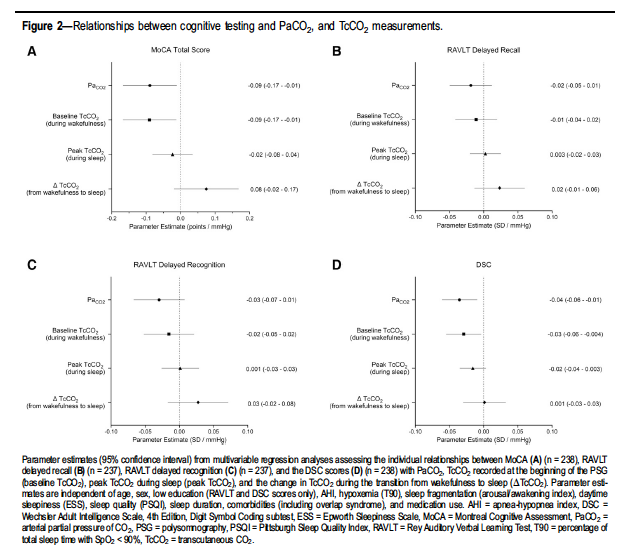 Figure 2—Relationships between cognitive testing and PaCO2, and TcCO2 measurements.
A
MoCA Total Score
PaCO2
-0.09 (-0.17 - -0.01)
Baseline TcCO2
(during wakefulness)
-0.09 (-0.17 - -0.01)
Peak TcCO2
(during sleep)
-0.02 (-0.08 - 0.04)
Δ TcCO2
(from wakefulness to sleep)
0.08 (-0.02 - 0.17)
-0.2 -0.1 0.0 0.1 0.2
Parameter Estimate (points / mmHg)
B
RAVLT Delayed Recall
PaCO2
-0.02 (-0.05 - 0.01)
Baseline TcCO2
(during wakefulness)
-0.01 (-0.04 - 0.02)
Peak TcCO2
(during sleep)
0.003 (-0.02 - 0.03)
Δ TcCO2
(from wakefulness to sleep)
0.02 (-0.01 - 0.06)
-0.10 -0.05 0.00 0.05 0.10
Parameter Estimate (SD / mmHg)
C
RAVLT Delayed Recognition
PaCO2
-0.03 (-0.07 - 0.01)
Baseline TcCO2
(during wakefulness)
-0.02 (-0.05 - 0.02)
Peak TcCO2
(during sleep)
0.001 (-0.03 - 0.03)
Δ TcCO2
(from wakefulness to sleep)
0.03 (-0.02 - 0.08)
-0.10 -0.05 0.00 0.05 0.10
Parameter Estimate (SD / mmHg)
D
DSC
PaCO2
-0.04 (-0.06 - -0.01)
Baseline TcCO2
(during wakefulness)
-0.03 (-0.06 - -0.004)
Peak TcCO2
(during sleep)
-0.02 (-0.04 - 0.003)
Δ TcCO2
(from wakefulness to sleep)
0.001 (-0.03 - 0.03)
-0.10 -0.05 0.00 0.05 0.10
Parameter Estimate (SD / mmHg)
Parameter estimates (95% confidence interval) from multivariable regression analyses assessing the individual relationships between MoCA (A) (n = 238), RAVLT
delayed recall (B) (n = 237), RAVLT delayed recognition (C) (n = 237), and the DSC scores (D) (n = 238) with PaCO2, TcCO2 recorded at the beginning of the PSG
(baseline TcCO2), peak TcCO2 during sleep (peak TcCO2), and the change in TcCO2 during the transition from wakefulness to sleep (ΔTcCO2). Parameter esti-
mates are independent of age, sex, low education (RAVLT and DSC scores only), AHI, hypoxemia (T90), sleep fragmentation (arousal/awakening index), daytime
sleepiness (ESS), sleep quality (PSQI), sleep duration, comorbidities (including overlap syndrome), and medication use. AHI = apnea-hypopnea index, DSC =
Wechsler Adult Intelligence Scale, 4th Edition, Digit Symbol Coding subtest, ESS = Epworth Sleepiness Scale, MoCA = Montreal Cognitive Assessment, PaCO2 =
arterial partial pressure of CO2, PSG = polysomnography, PSQI = Pittsburgh Sleep Quality Index, RAVLT = Rey Auditory Verbal Learning Test, T90 = percentage of
total sleep time with SpO2 < 90%, TcCO2 = transcutaneous CO2.